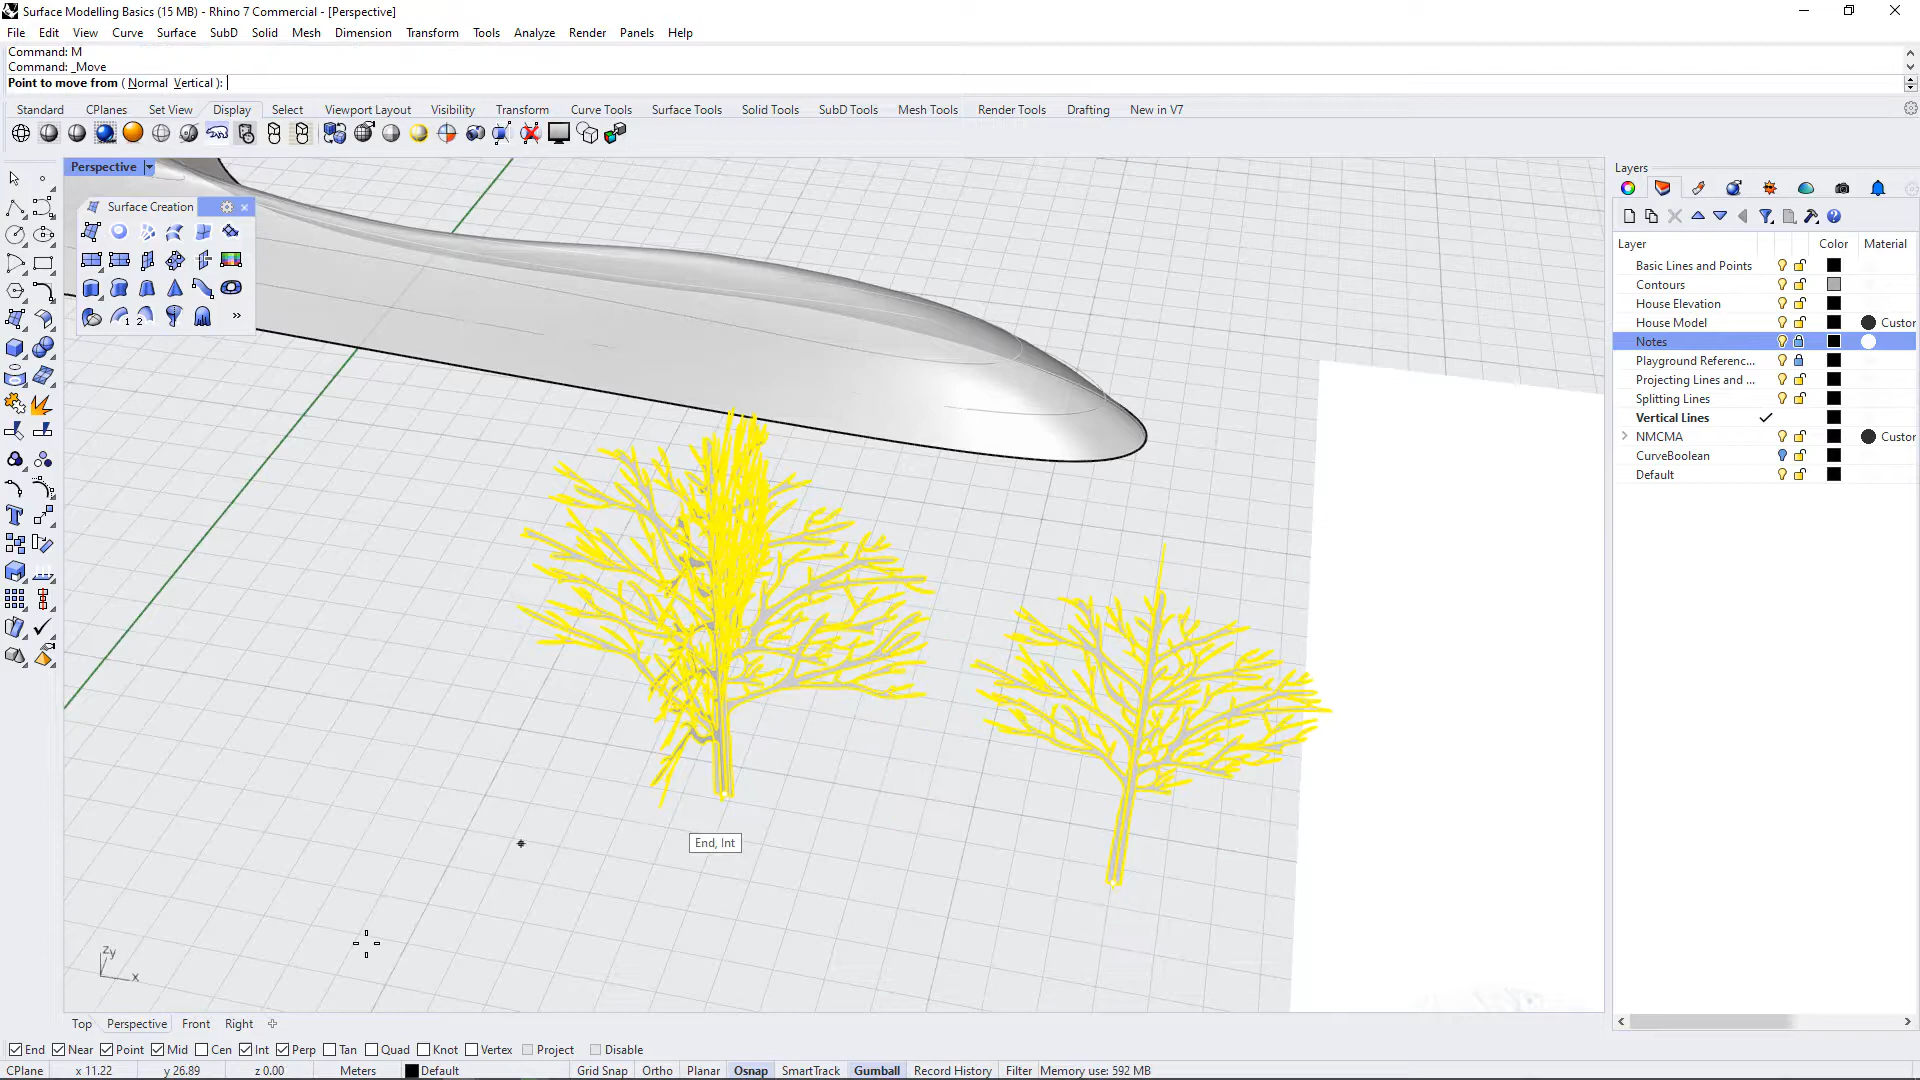 Surface Modelling Basics (15 MB) - Rhino 7 Commercial - [Perspective]
File Edit View Curve Surface SubD Solid Mesh Dimension Transform Tools Analyze Render Panels Help
Command: M
Command: _Move
Point to move from ( Normal Vertical ):
Standard CPlanes Set View Display Select Viewport Layout Visibility Transform Curve Tools Surface Tools Solid Tools SubD Tools Mesh Tools Render Tools Drafting New in V7
Perspective
Surface Creation
1 2
Layers
Layer Color Material
Basic Lines and Points
Contours
House Elevation
House Model Custor
Notes
Playground Referenc...
Projecting Lines and ...
Splitting Lines
Vertical Lines
NMCMA Custor
CurveBoolean
Default
End, Int
zy
x
Top Perspective Front Right
End Near Point Mid Cen Int Perp Tan Quad Knot Vertex Project Disable
CPlane x 11.22 y 26.89 z 0.00 Meters Default Grid Snap Ortho Planar Osnap SmartTrack Gumball Record History Filter Memory use: 592 MB